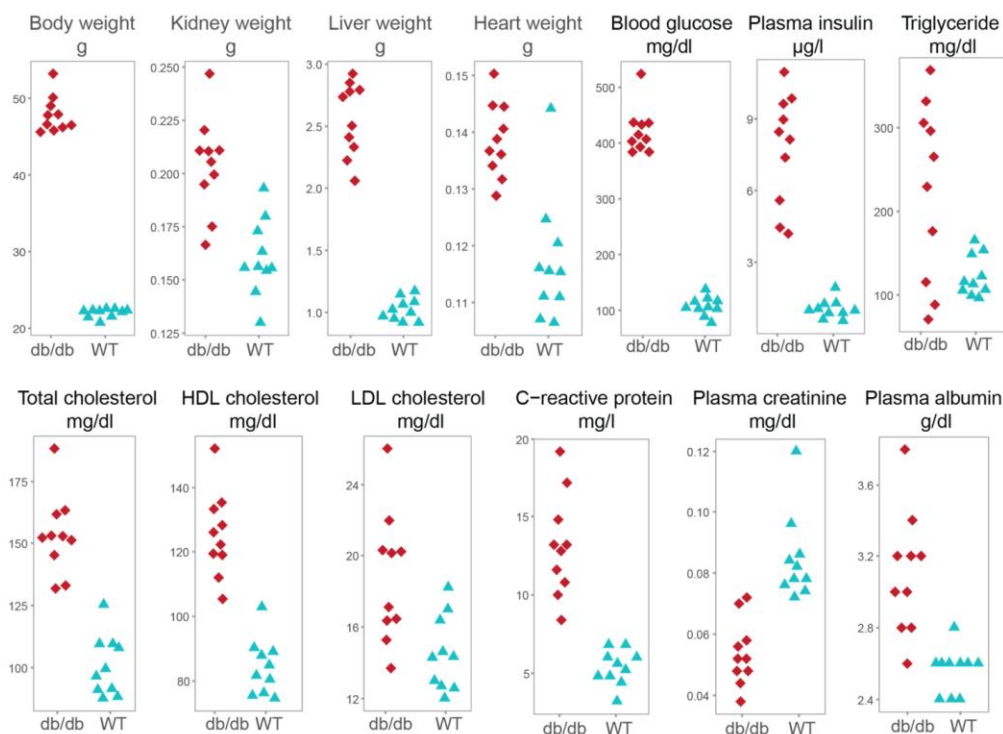 Body weight
g
Kidney weight
g
Liver weight
g
Heart weight
g
Blood glucose
mg/dl
Plasma insulin
µg/l
Triglyceride
mg/dl
50
40
30
20
db/db WT
0.250
0.225
0.200
0.175
0.150
0.125
db/db WT
3.0
2.5
2.0
1.5
1.0
db/db WT
0.15
0.14
0.13
0.12
0.11
db/db WT
500
400
300
200
100
db/db WT
9
6
3
db/db WT
300
200
100
db/db WT
Total cholesterol
mg/dl
HDL cholesterol
mg/dl
LDL cholesterol
mg/dl
C−reactive protein
mg/l
Plasma creatinine
mg/dl
Plasma albumin
g/dl
175
150
125
100
db/db WT
140
120
100
80
db/db WT
24
20
16
12
db/db WT
20
15
10
5
db/db WT
0.12
0.10
0.08
0.06
0.04
db/db WT
3.6
3.2
2.8
2.4
db/db WT